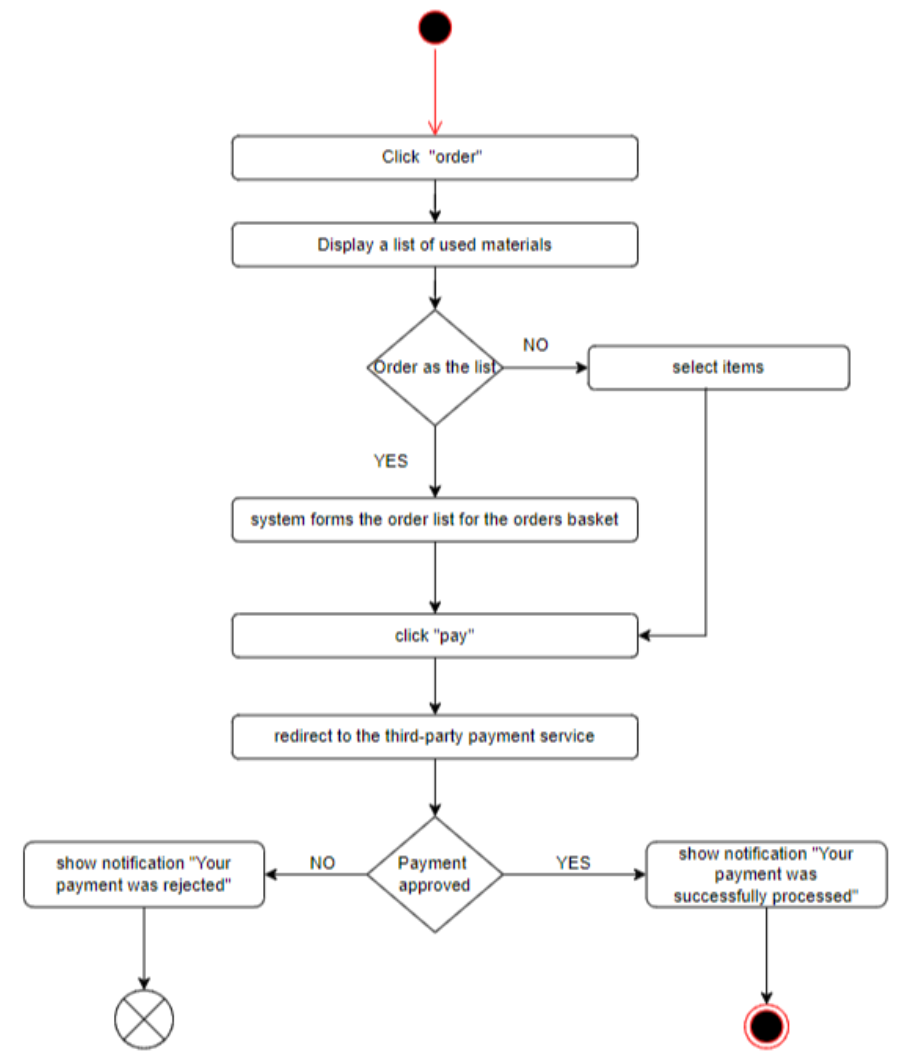 Click "order"
Display a list of used materials
Order as the list
NO
select items
YES
system forms the order list for the orders basket
click "pay"
redirect to the third-party payment service
show notification "Your
payment was rejected"
NO
Payment
approved
YES
show notification "Your
payment was
successfully processed"